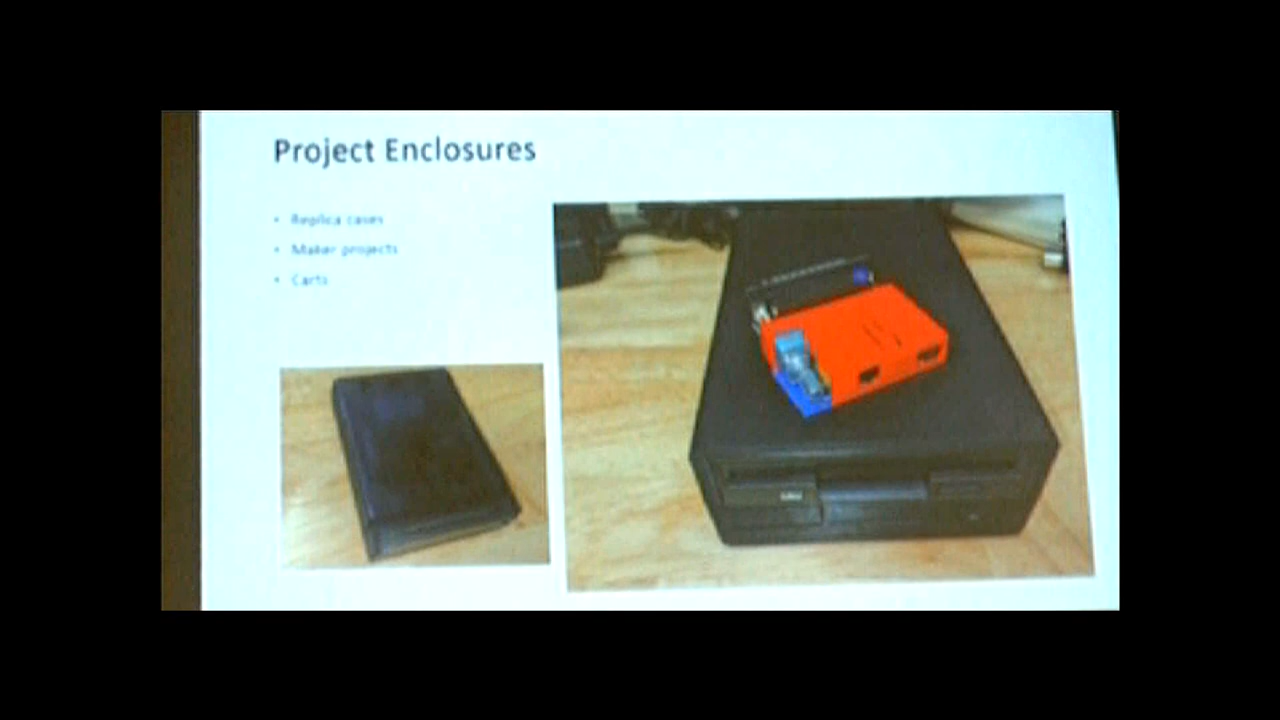 Project Enclosures
• Replica cases
• Maker projects
• Carts